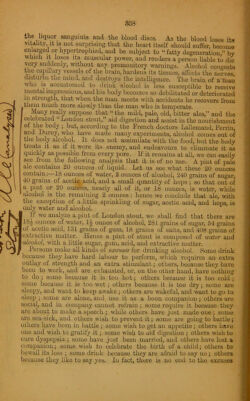 358
the liquor sanguinis and the blood discs. As the blood loses its
vitality, it is not surprising that the heart itself should suffer, become
enlarged or hypertrophied, and be subject to "fatty degeneration," by
which it loses its muscular power, and renders a person liable to die
very suddenly, without any premonitory warnings. Alcohol congests
the capillary vessels of the brain, hardens its tissues, affects the nerves,
disturbs the mind, and destroys the intelligence. The brain of a man
who is accustomed to drink alcohol is less susceptible to receive
mental impressions, and his body becomes so debilitated or deteriorated
in strength, that when the man meets with accidents he recovers from
them much more slowly than the man who is temperate.
Many may suppose that "the mild, pale, old, bitter ales," and the
celebrated "London stout," aid digestion and assist in the nourishment
of the body; but, according to the French doctors Lallemand, Perrin,
and Duroy, who have made many experiments, alcohol comes out of
the body alcohol. It does not assimilate with the food, but the body
treats it as if it were its enemy, and endeavours to eliminate it as
quickly as possible from every pore. If it remains at all, we can easily
see from the following analyses that it is of no use. A pint of pale
ale contains 20 ounces of liquid; let us see what these 20 ounces
contain:—18 ounces of water, 2 ounces of alcohol, 240 grains of sugar,
40 grains of acetic acid, and a small quantity of hops; so that out of
a pint or 20 ounces, nearly all of it, or 18 ounces, is water, while
alcohol is the remaining 2 ounces: hence we conclude that ale, with
the exception of a little sprinkling of sugar, acetic acid, and hops, is
only water and alcohol.
If we analyse a pint of London stout, we shall find that there are
ounces of water, ounces of alcohol, 281 grains of sugar, 54 grains
of acetic acid, 131 grains of gum, 18 grains of salts, and 498 grains of
extractive matter. Hence a pint of stout is composed of water and
alcohol, with a little sugar, gum, acid, and extractive matter.
Persons make all kinds of excuses for drinking alcohol. Some drink
because they have hard labour to perform, which requires an extra
outlay of strength and an extra stimulant; others, because they have
been to work, and are exhausted, or, on the other hand, have nothing
to do; some because it is too hot; others because it is too cold;
some because it is too wet; others because it is too dry; some are
sleepy, and want to keep awake; others are wakeful, and want to go to
sleep; some are alone, and use it as a boon companion; others are
social, and in company cannot refuse; some require it because they
are about to make a speech; while others have just made one; some
are sea-sick, and others wish to prevent it; some are going to battle;
others have been in battle; some wish to get an appetite; others have
one and wish to gratify it; some wish to aid digestion; others wish to
cure dyspepsia; some have just been married, and others have lost a
companion; some wish to celebrate the birth of a child; others to
bewail its loss; some drink because they are afraid to say no; others
because they like to say yes. In fact, there is no end to the excuses
Ale (analyses)
Stout